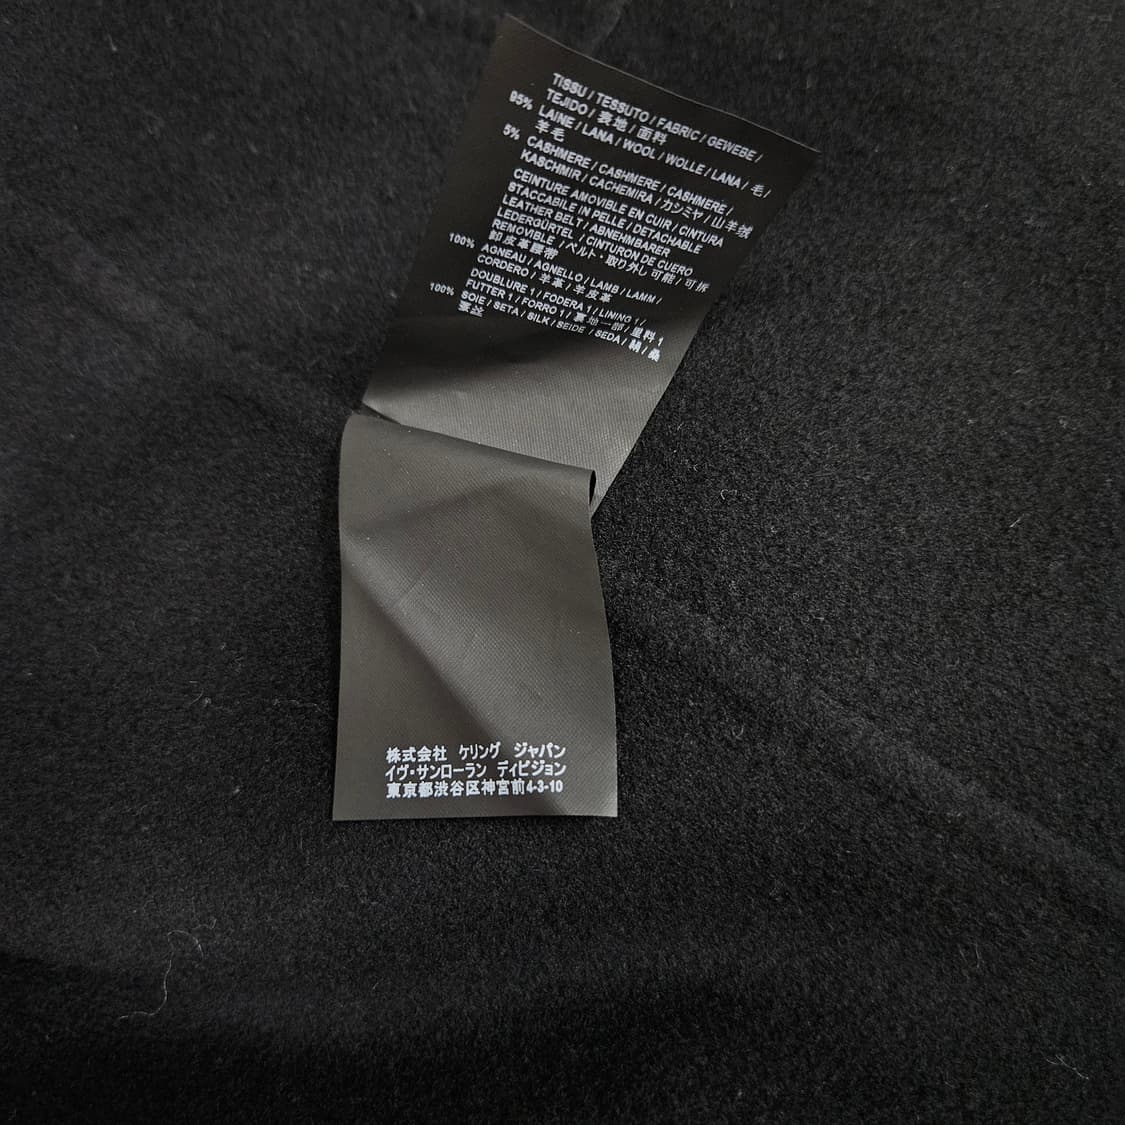 TISSU / TESSUTO / FABRIC / GEWEBE /
TEJIDO / 表地 / 面料
95% LAINE / LANA / WOOL / WOLLE / LANA / 毛 /
羊毛
5% CASHMERE / CASHMERE / CASHMERE /
KASCHMIR / CACHEMIRA / カシミヤ / 山羊绒
CEINTURE AMOVIBLE EN CUIR / CINTURA
STACCABILE IN PELLE / DETACHABLE
LEATHER BELT / ABNEHMBARER
LEDERGÜRTEL / CINTURON DE CUERO
REMOVIBLE / ベルト・取り外し可能 / 可拆
卸皮革腰带
100% AGNEAU / AGNELLO / LAMB / LAMM /
CORDERO / 羊革 / 羊皮革
DOUBLURE 1 / FODERA 1 / LINING 1 /
FUTTER 1 / FORRO 1 / 裏地一部 / 里料 1
100% SOIE / SETA / SILK / SEIDE / SEDA / 絹 / 桑
蚕丝
株式会社 ケリング ジャパン
イヴ・サンローラン ディビジョン
東京都渋谷区神宮前4-3-10